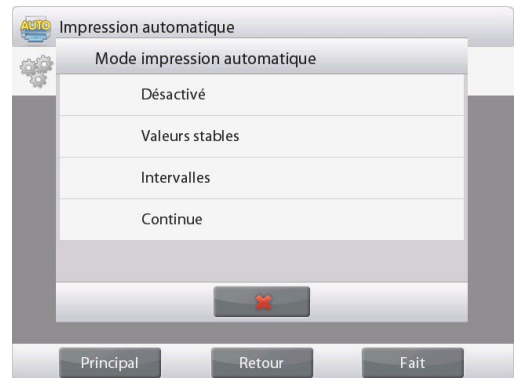 AUTO
Impression automatique
Mode impression automatique
Désactivé
Valeurs stables
Intervalles
Continue
Principal
Retour
Fait